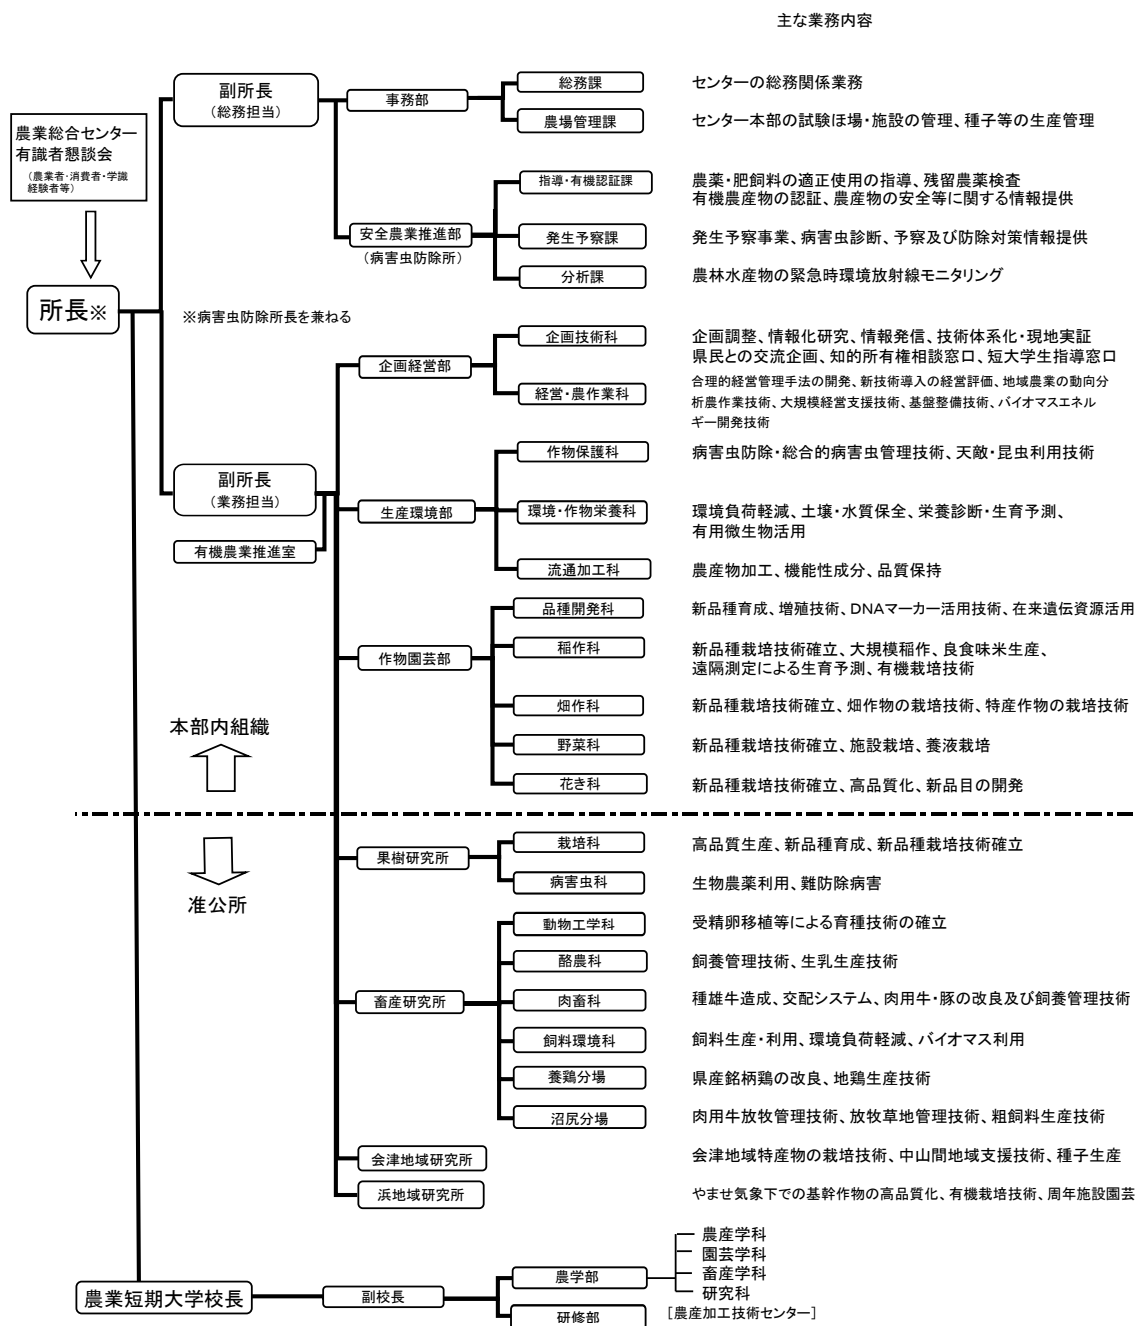 主な業務内容
副所長
（総務担当）
事務部
総務課
センターの総務関係業務
農場管理課
センター本部の試験ほ場・施設の管理、種子等の生産管理
農業総合センター
有識者懇談会
（農業者・消費者・学識
経験者等）
指導・有機認証課
農薬・肥飼料の適正使用の指導、残留農薬検査
有機農産物の認証、農産物の安全等に関する情報提供
安全農業推進部
（病害虫防除所）
発生予察課
発生予察事業、病害虫診断、予察及び防除対策情報提供
分析課
農林水産物の緊急時環境放射線モニタリング
所長※
※病害虫防除所長を兼ねる
企画経営部
企画技術科
企画調整、情報化研究、情報発信、技術体系化・現地実証
県民との交流企画、知的所有権相談窓口、短大学生指導窓口
経営・農作業科
合理的経営管理手法の開発、新技術導入の経営評価、地域農業の動向分
析農作業技術、大規模経営支援技術、基盤整備技術、バイオマスエネル
ギー開発技術
副所長
（業務担当）
有機農業推進室
生産環境部
作物保護科
病害虫防除・総合的病害虫管理技術、天敵・昆虫利用技術
環境・作物栄養科
環境負荷軽減、土壌・水質保全、栄養診断・生育予測、
有用微生物活用
流通加工科
農産物加工、機能性成分、品質保持
作物園芸部
品種開発科
新品種育成、増殖技術、DNAマーカー活用技術、在来遺伝資源活用
稲作科
新品種栽培技術確立、大規模稲作、良食味米生産、
遠隔測定による生育予測、有機栽培技術
畑作科
新品種栽培技術確立、畑作物の栽培技術、特産作物の栽培技術
野菜科
新品種栽培技術確立、施設栽培、養液栽培
花き科
新品種栽培技術確立、高品質化、新品目の開発
本部内組織
准公所
果樹研究所
栽培科
高品質生産、新品種育成、新品種栽培技術確立
病害虫科
生物農薬利用、難防除病害
畜産研究所
動物工学科
受精卵移植等による育種技術の確立
酪農科
飼養管理技術、生乳生産技術
肉畜科
種雄牛造成、交配システム、肉用牛・豚の改良及び飼養管理技術
飼料環境科
飼料生産・利用、環境負荷軽減、バイオマス利用
養鶏分場
県産銘柄鶏の改良、地鶏生産技術
沼尻分場
肉用牛放牧管理技術、放牧草地管理技術、粗飼料生産技術
会津地域研究所
会津地域特産物の栽培技術、中山間地域支援技術、種子生産
浜地域研究所
やませ気象下での基幹作物の高品質化、有機栽培技術、周年施設園芸
農業短期大学校長
副校長
農学部
農産学科
園芸学科
畜産学科
研究科
研修部
［農産加工技術センター］